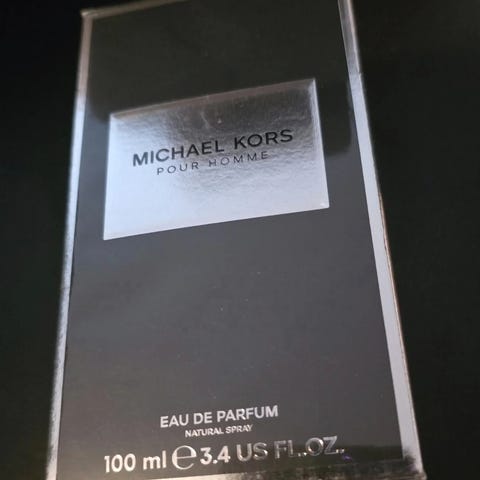 MICHAEL KORS
POUR HOMME
EAU DE PARFUM
NATURAL SPRAY
100 ml ℮ 3.4 US FL.OZ.